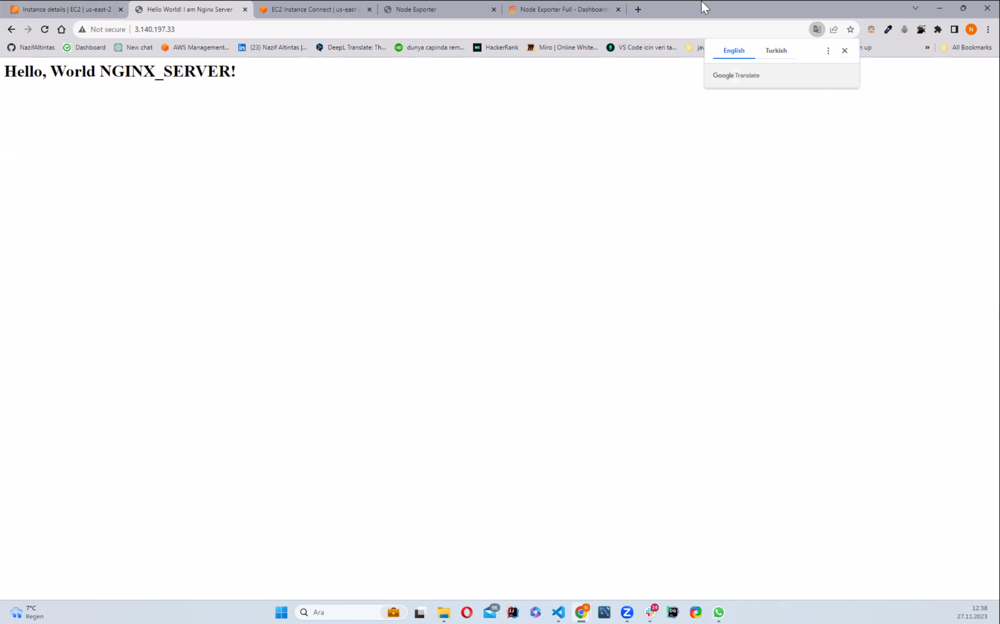 Instance details | EC2 | us-east-2
Hello World! I am Nginx Server
EC2 Instance Connect | us-east-
Node Exporter
Node Exporter Full - Dashboard
Not secure
3.140.197.33
N
NazifAltintas
Dashboard
New chat
AWS Management...
(23) Nazif Altintas |...
DeepL Translate: Th...
dunya capinda rem...
HackerRank
Miro | Online White...
VS Code icin veri ta...
jav
n up
»
All Bookmarks
English
Turkish
Google Translate
Hello, World NGINX_SERVER!
7°C
Regen
Ara
96
N
24
12:38
27.11.2023